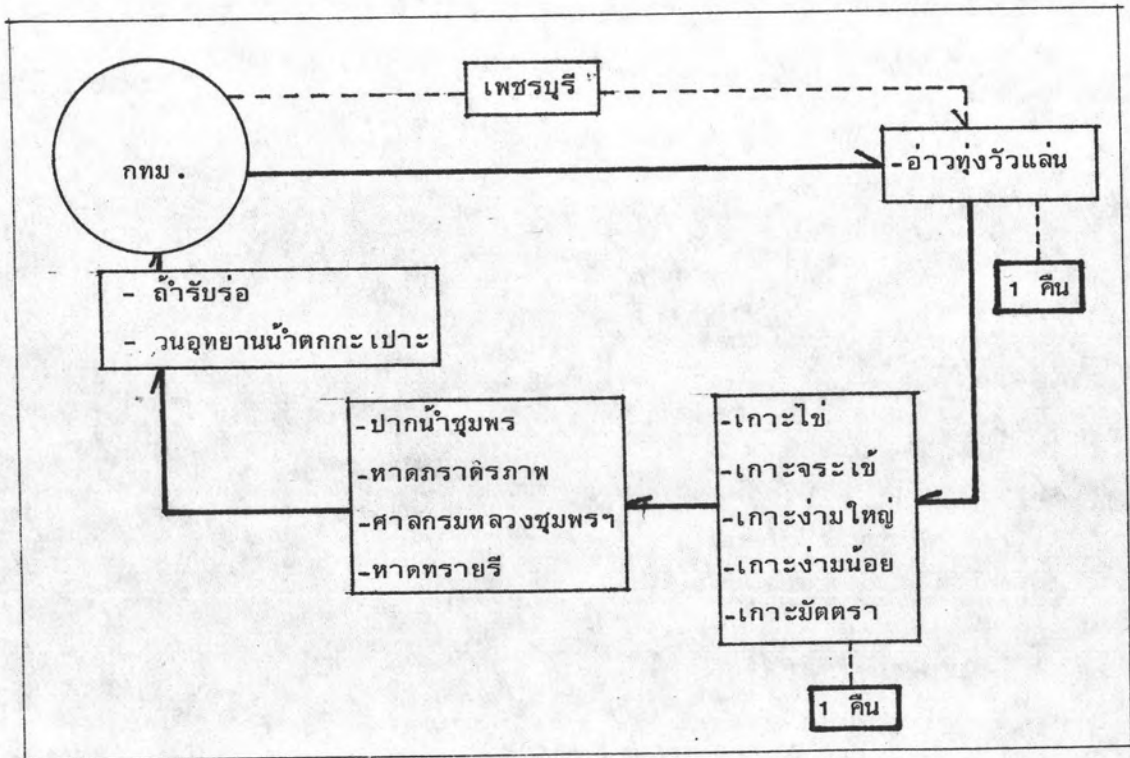 เพชรบุรี
กทม.
-อ่าวทุ่งวัวแล่น
1 คืน
- ถ้ำรับร่อ
- วนอุทยานน้ำตกกะเปาะ
-ปากน้ำชุมพร
-หาดภราดิรภาพ
-ศาลกรมหลวงชุมพรฯ
-หาดทรายรี
-เกาะไข่
-เกาะจระเข้
-เกาะง่ามใหญ่
-เกาะง่ามน้อย
-เกาะมัตตรา
1 คืน